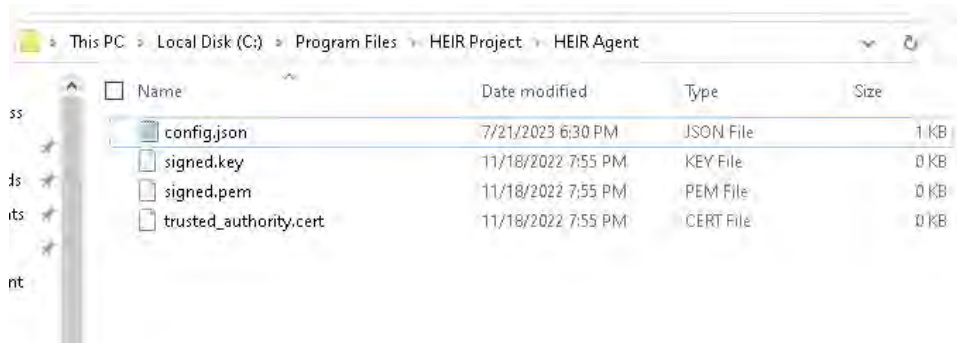 This PC > Local Disk (C:) > Program Files > HEIR Project > HEIR Agent
Name Date modified Type Size
ss
config.json 7/21/2023 6:30 PM JSON File 1 KB
signed.key 11/18/2022 7:55 PM KEY File 0 KB
ds signed.pem 11/18/2022 7:55 PM PEM File 0 KB
nts trusted_authority.cert 11/18/2022 7:55 PM CERT File 0 KB
nt